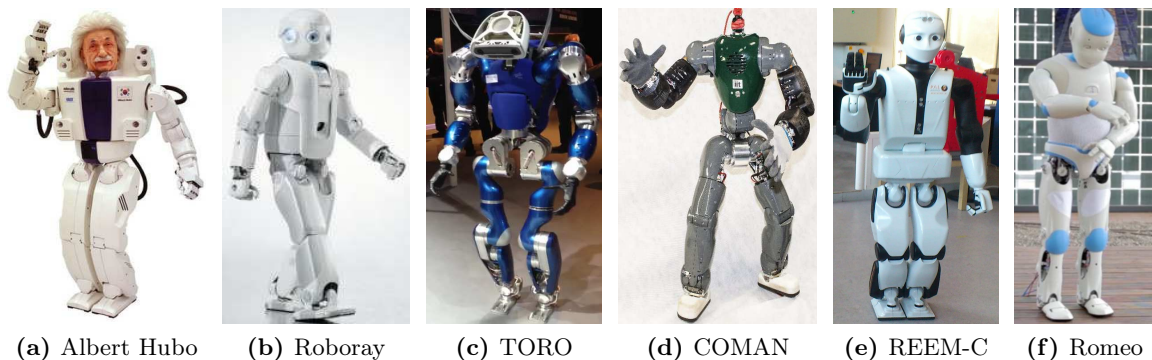 (a) Albert Hubo
(b) Roboray
(c) TORO
(d) COMAN
(e) REEM-C
(f) Romeo